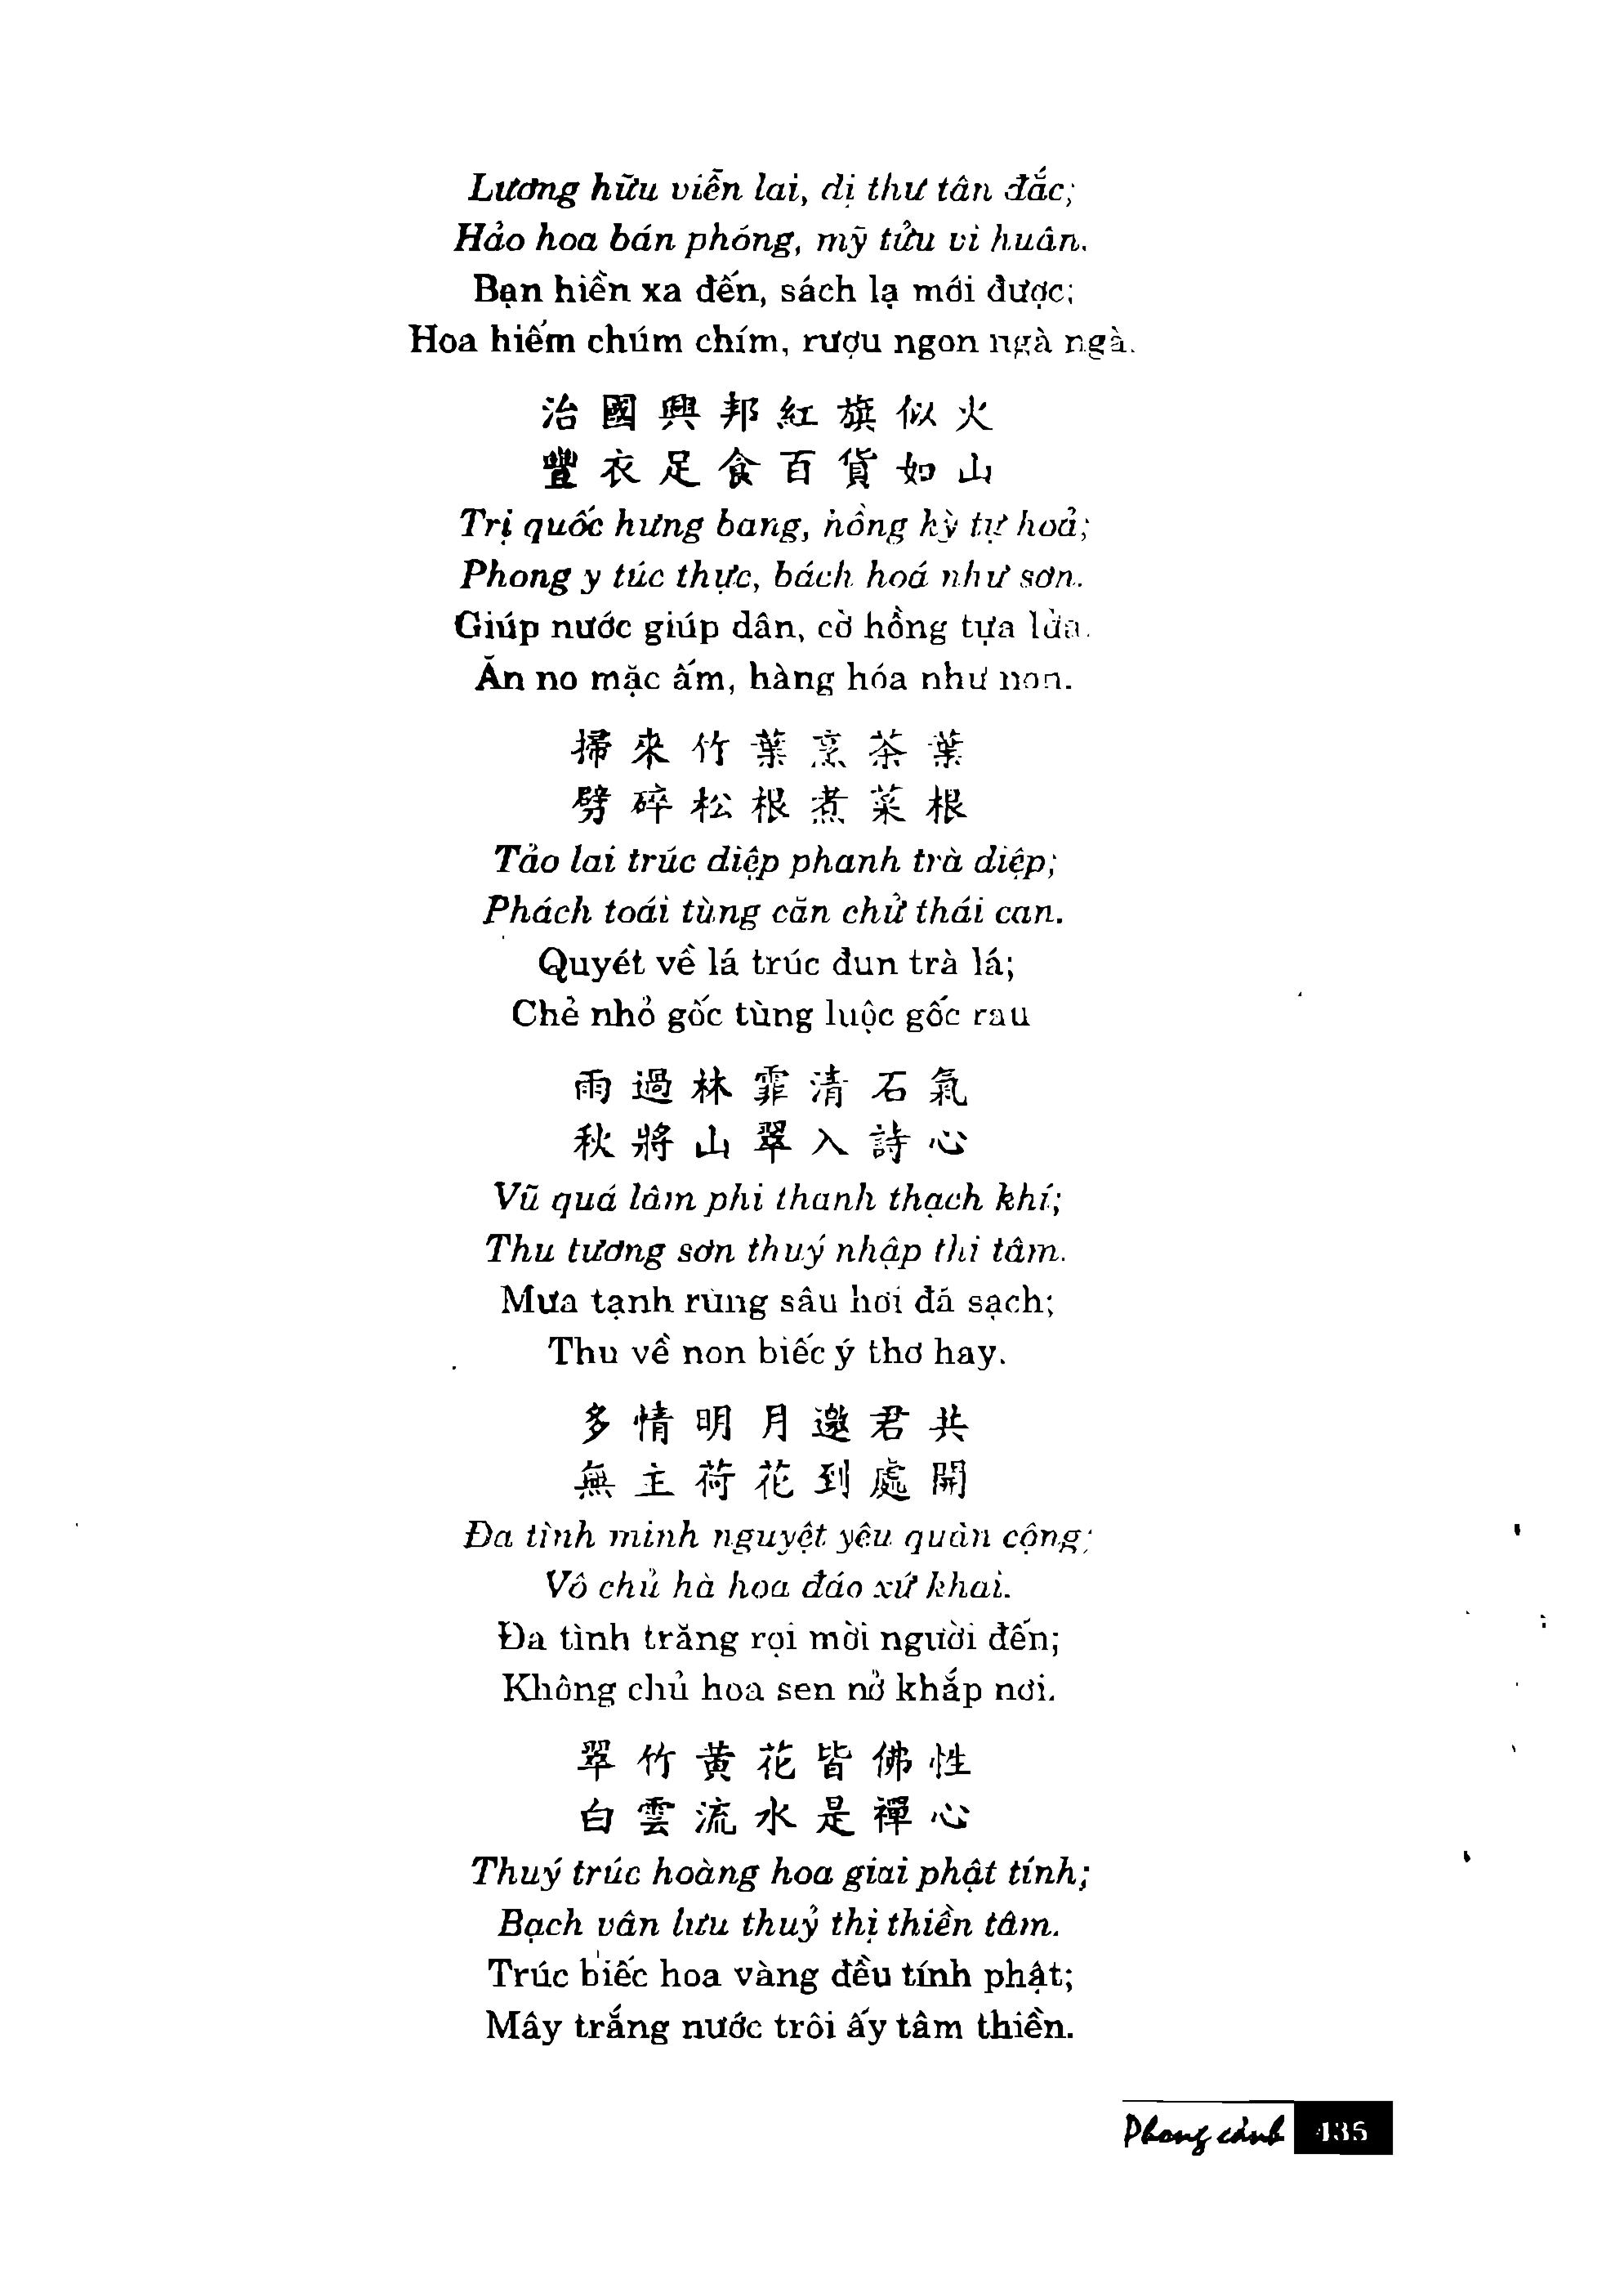 Lương hữu viễn lai, dị thư tân đắc;
Hảo hoa bán phóng, mỹ tửu vi huân.
Bạn hiền xa đến, sách lạ mới được;
Hoa hiếm chúm chím, rượu ngon ngà ngà.
治國興邦紅旗似火
豐衣足食百貨如山
Trị quốc hưng bang, hồng kỳ tự hoả;
Phong y túc thực, bách hoá như sơn.
Giúp nước giúp dân, cờ hồng tựa lửa.
Ăn no mặc ấm, hàng hóa như non.
掃來竹葉烹茶葉
劈碎松根煮菜根
Tảo lai trúc diệp phanh trà diệp;
Phách toái tùng căn chử thái can.
Quyét về lá trúc đun trà lá;
Chẻ nhỏ gốc tùng luộc gốc rau
雨過林霏清石氣
秋將山翠入詩心
Vũ quá lâm phi thanh thạch khí;
Thu tương sơn thuý nhập thi tâm.
Mưa tạnh rừng sâu hơi đá sạch;
Thu về non biếc ý thơ hay.
多情明月邀君共
無主荷花到處開
Đa tình minh nguyệt yêu quân cộng;
Vô chủ hà hoa đáo xứ khai.
Đa tình trăng rọi mời người đến;
Không chủ hoa sen nở khắp nơi.
翠竹黃花皆佛性
白雲流水是禪心
Thuý trúc hoàng hoa giai phật tính;
Bạch vân lưu thuỷ thị thiền tâm.
Trúc biếc hoa vàng đều tính phật;
Mây trắng nước trôi ấy tâm thiền.
Phong cảnh 435